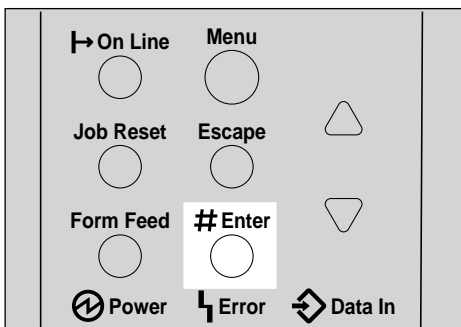 On Line Menu
Job Reset Escape
Form Feed # Enter
Power Error Data In